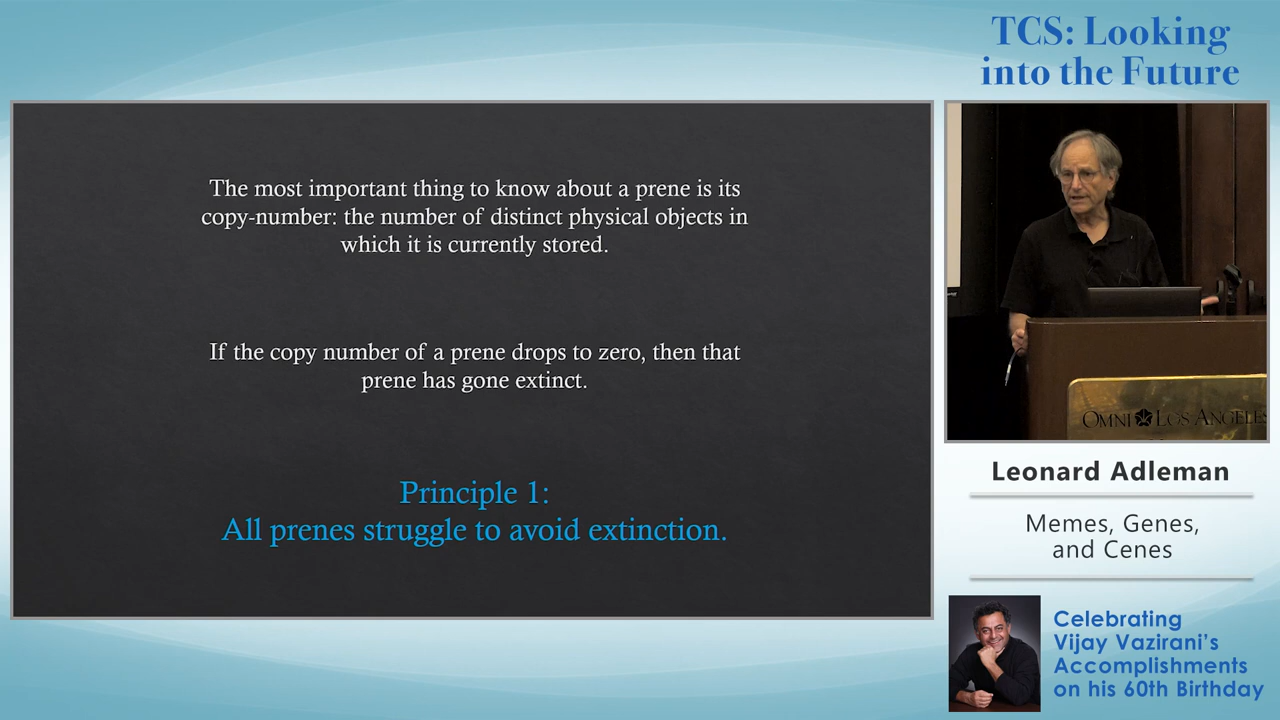 TCS: Looking
into the Future
The most important thing to know about a prene is its
copy-number: the number of distinct physical objects in
which it is currently stored.
If the copy number of a prene drops to zero, then that
prene has gone extinct.
Principle 1:
All prenes struggle to avoid extinction.
OMNI LOS ANGELES
Leonard Adleman
Memes, Genes,
and Cenes
Celebrating
Vijay Vazirani's
Accomplishments
on his 60th Birthday